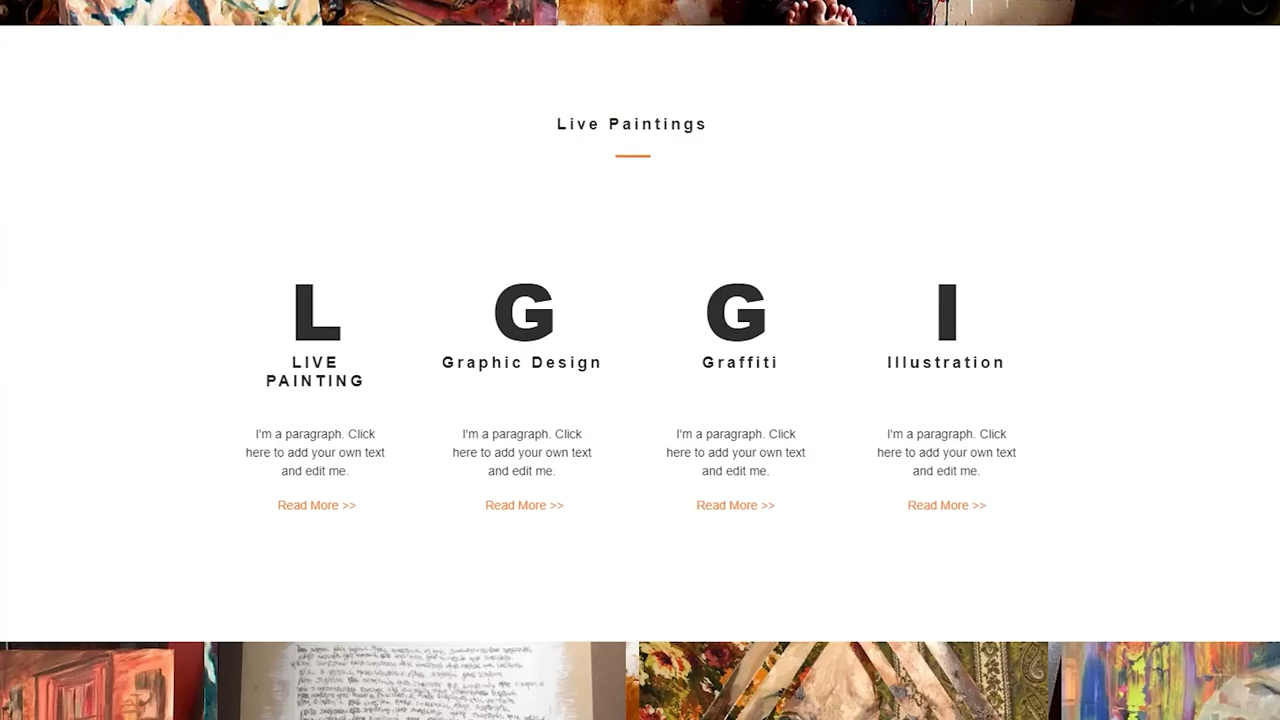 Live Paintings
L
G
G
I
LIVE
PAINTING
Graphic Design
Graffiti
Illustration
I'm a paragraph. Click
here to add your own text
and edit me.
I'm a paragraph. Click
here to add your own text
and edit me.
I'm a paragraph. Click
here to add your own text
and edit me.
I'm a paragraph. Click
here to add your own text
and edit me.
Read More >>
Read More >>
Read More >>
Read More >>